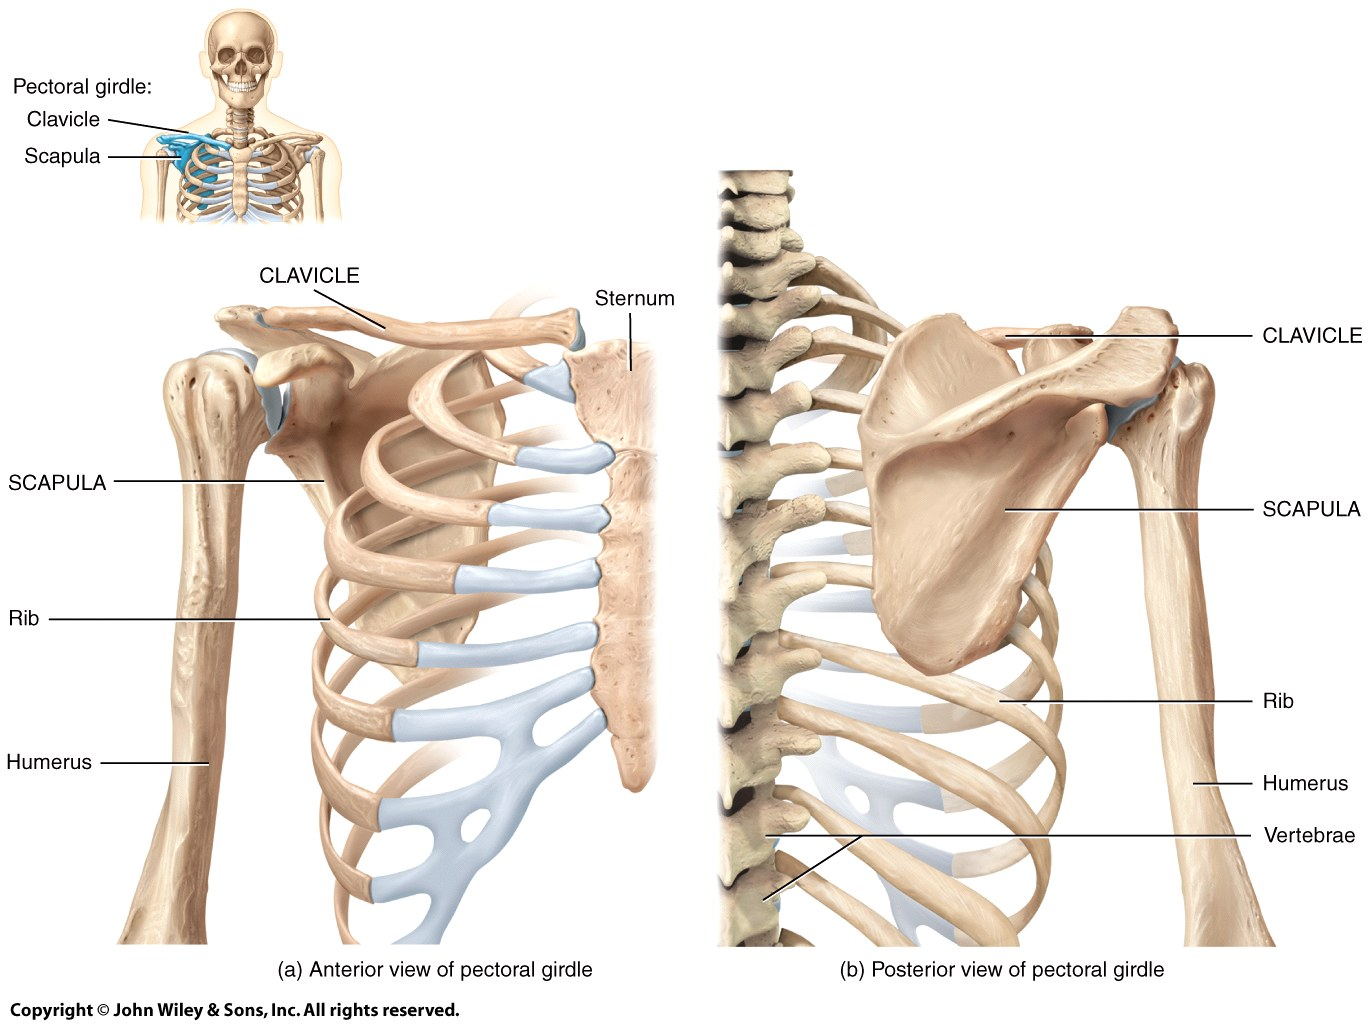 Pectoral girdle:
Clavicle
Scapula
CLAVICLE
Sternum
SCAPULA
Rib
Humerus
(a) Anterior view of pectoral girdle
CLAVICLE
SCAPULA
Rib
Humerus
Vertebrae
(b) Posterior view of pectoral girdle
Copyright © John Wiley & Sons, Inc. All rights reserved.